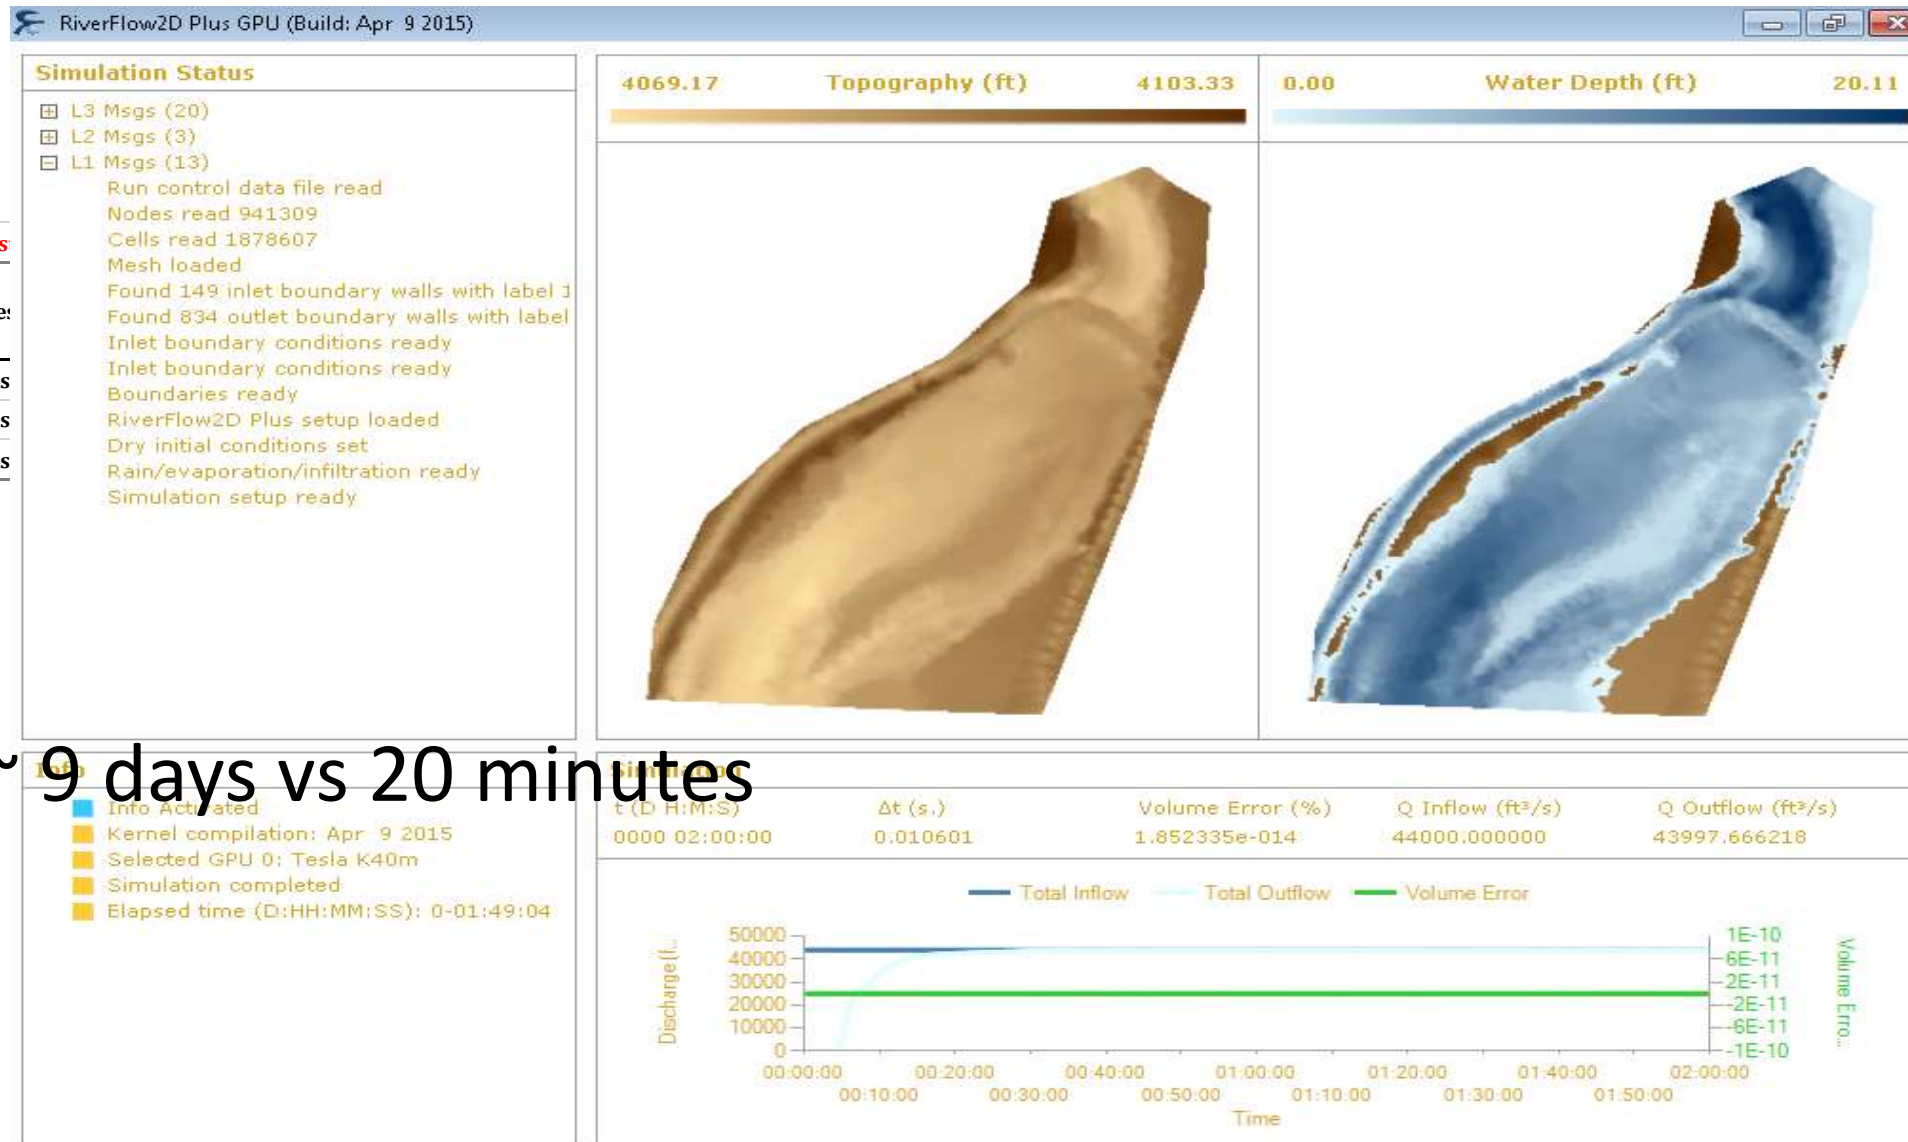 RiverFlow2D Plus GPU (Build: Apr 9 2015)
Simulation Status
L3 Msgs (20)
L2 Msgs (3)
L1 Msgs (13)
Run control data file read
Nodes read 941309
Cells read 1878607
Mesh loaded
Found 149 inlet boundary walls with label 1
Found 834 outlet boundary walls with label
Inlet boundary conditions ready
Inlet boundary conditions ready
Boundaries ready
RiverFlow2D Plus setup loaded
Dry initial conditions set
Rain/evaporation/infiltration ready
Simulation setup ready
4069.17 Topography (ft) 4103.33
0.00 Water Depth (ft) 20.11
~ 9 days vs 20 minutes
Info
Info Activated
Kernel compilation: Apr 9 2015
Selected GPU 0: Tesla K40m
Simulation completed
Elapsed time (D:HH:MM:SS): 0-01:49:04
Simulation
t (D H:M:S) Δt (s.) Volume Error (%) Q Inflow (ft³/s) Q Outflow (ft³/s)
0000 02:00:00 0.010601 1.852335e-014 44000.000000 43997.666218
Total Inflow Total Outflow Volume Error
Discharge(f...
50000
40000
30000
20000
10000
0
1E-10
6E-11
2E-11
-2E-11
-6E-11
-1E-10
Volume Erro...
00:00:00 00:20:00 00:40:00 01:00:00 01:20:00 01:40:00 02:00:00
00:10:00 00:30:00 00:50:00 01:10:00 01:30:00 01:50:00
Time